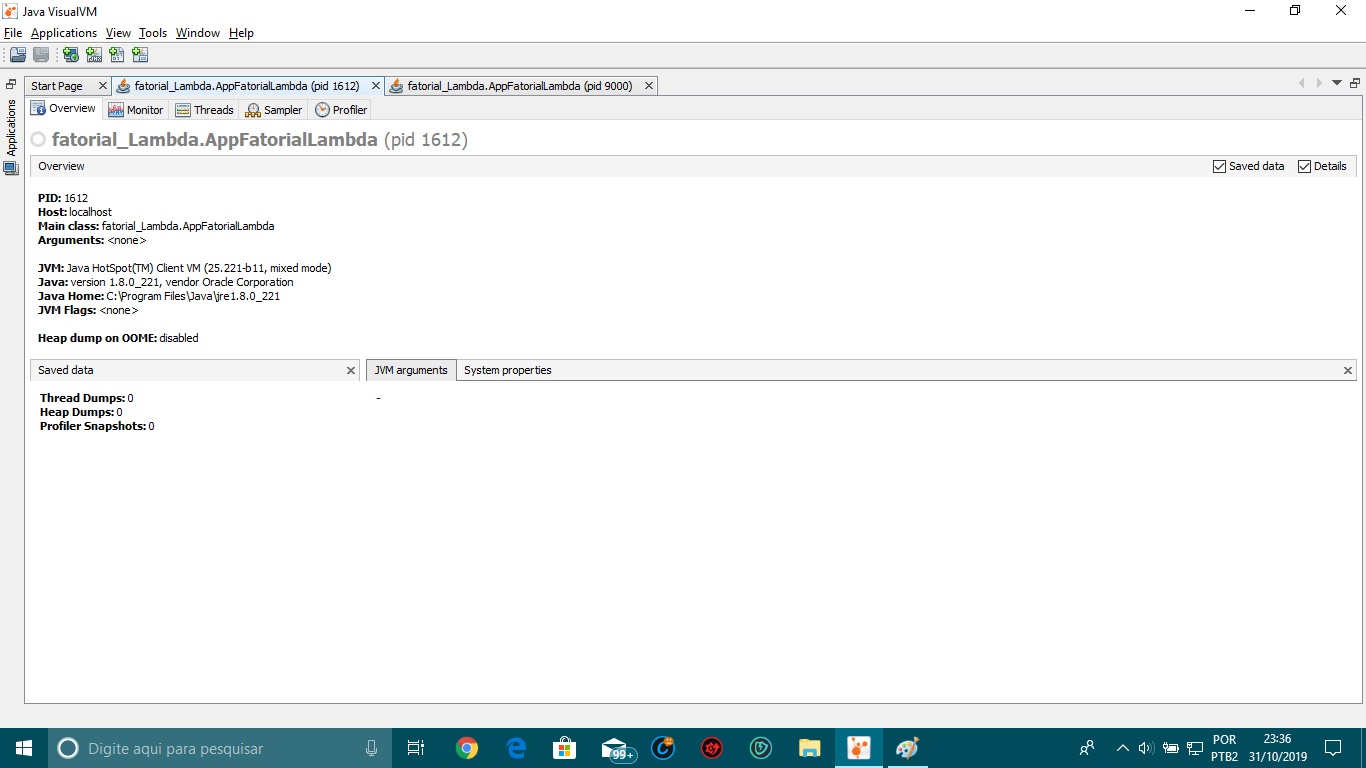 Java VisualVM
File Applications View Tools Window Help
Start Page fatorial_Lambda.AppFatorialLambda (pid 1612) fatorial_Lambda.AppFatorialLambda (pid 9000)
Applications
Overview Monitor Threads Sampler Profiler
fatorial_Lambda.AppFatorialLambda (pid 1612)
Overview Saved data Details
PID: 1612
Host: localhost
Main class: fatorial_Lambda.AppFatorialLambda
Arguments: <none>
JVM: Java HotSpot(TM) Client VM (25.221-b11, mixed mode)
Java: version 1.8.0_221, vendor Oracle Corporation
Java Home: C:\Program Files\Java\jre1.8.0_221
JVM Flags: <none>
Heap dump on OOME: disabled
Saved data JVM arguments System properties
Thread Dumps: 0 -
Heap Dumps: 0
Profiler Snapshots: 0
Digite aqui para pesquisar 99+ POR 23:36
PTB2 31/10/2019